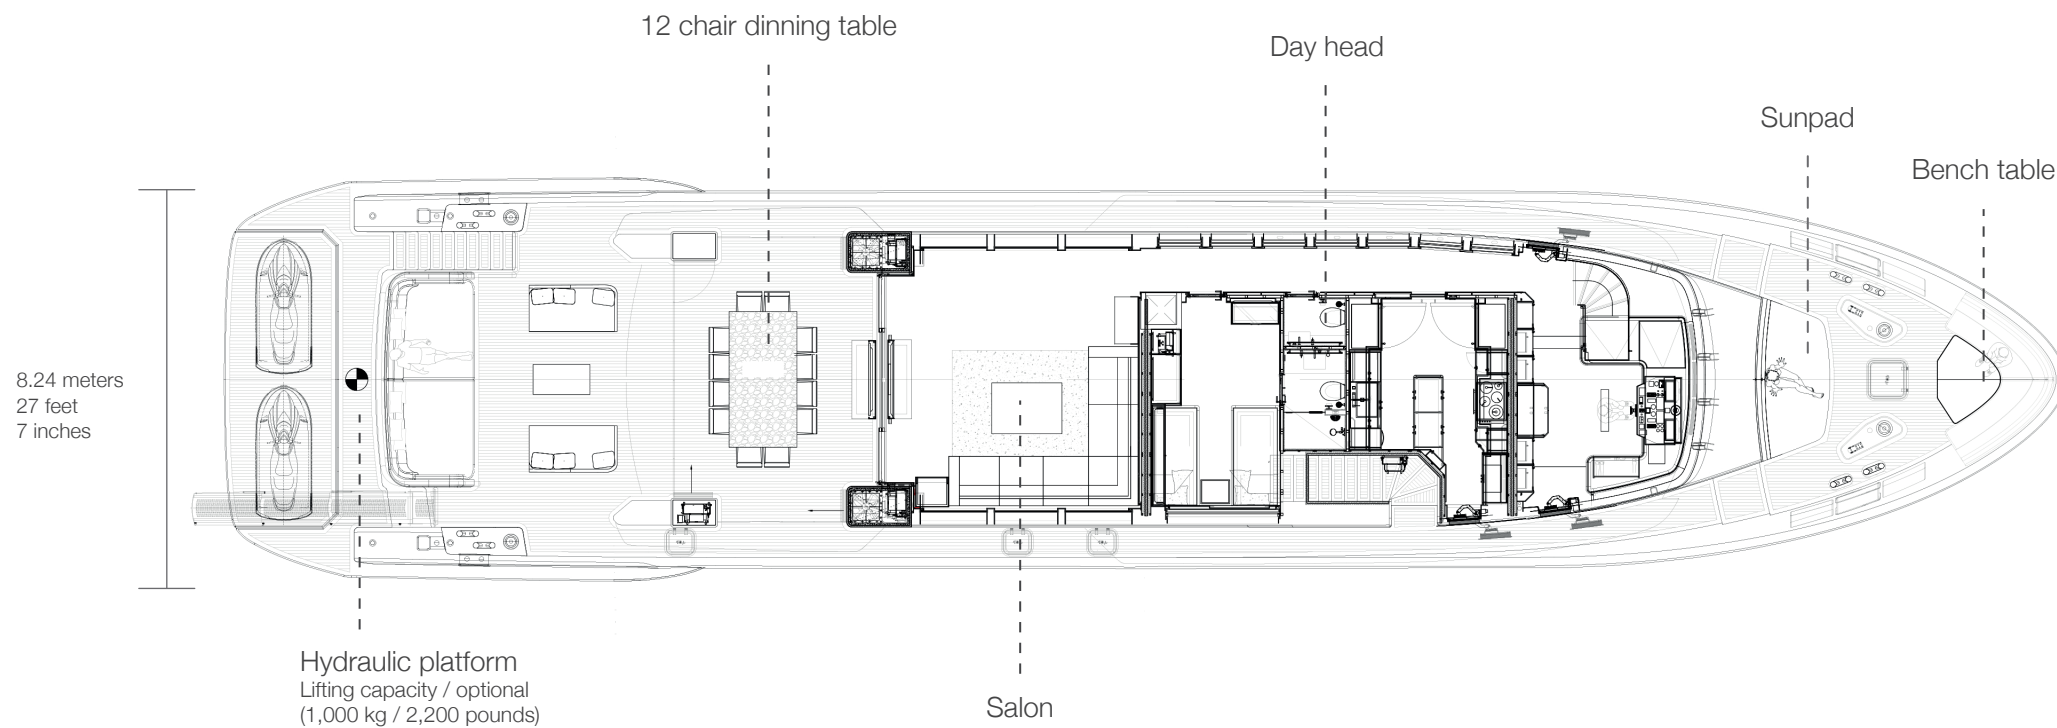 12 chair dinning table
Day head
Sunpad
Bench table
8.24 meters
27 feet
7 inches
Hydraulic platform
Lifting capacity / optional
(1,000 kg / 2,200 pounds)
Salon